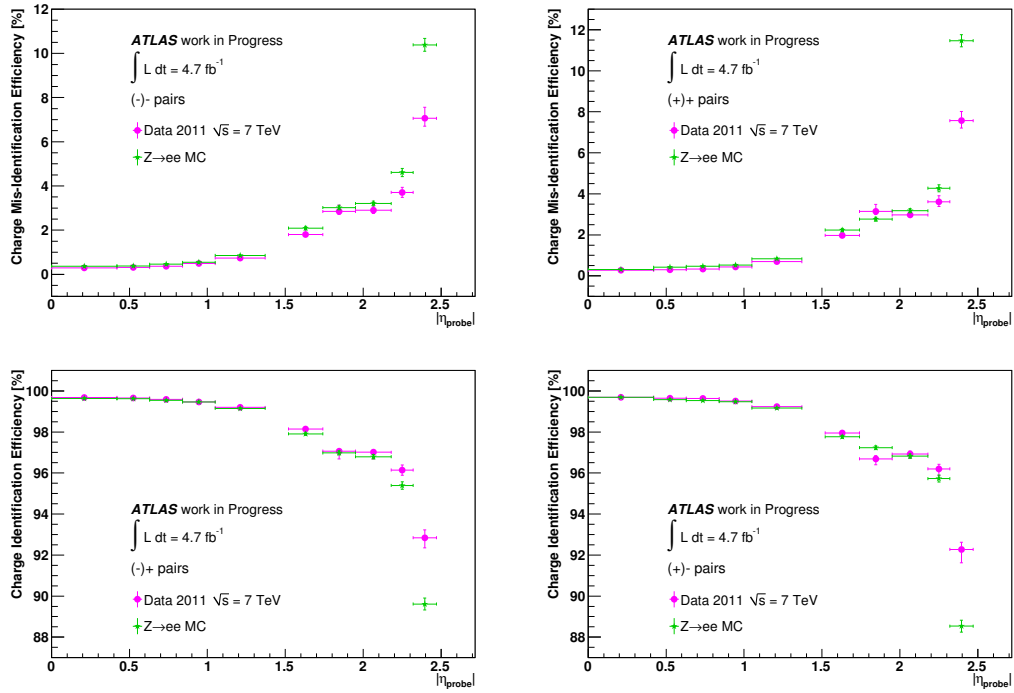 Charge Mis-Identification Efficiency [%]
12
10
8
6
4
2
0
ATLAS work in Progress
∫ L dt = 4.7 fb⁻¹
(-)- pairs
Data 2011 √s = 7 TeV
Z→ee MC
0 0.5 1 1.5 2 2.5
|η_probe|
Charge Mis-Identification Efficiency [%]
12
10
8
6
4
2
0
ATLAS work in Progress
∫ L dt = 4.7 fb⁻¹
(+)+ pairs
Data 2011 √s = 7 TeV
Z→ee MC
0 0.5 1 1.5 2 2.5
|η_probe|
Charge Identification Efficiency [%]
100
98
96
94
92
90
88
ATLAS work in Progress
∫ L dt = 4.7 fb⁻¹
(-)+ pairs
Data 2011 √s = 7 TeV
Z→ee MC
0 0.5 1 1.5 2 2.5
|η_probe|
Charge Identification Efficiency [%]
100
98
96
94
92
90
88
ATLAS work in Progress
∫ L dt = 4.7 fb⁻¹
(+)- pairs
Data 2011 √s = 7 TeV
Z→ee MC
0 0.5 1 1.5 2 2.5
|η_probe|